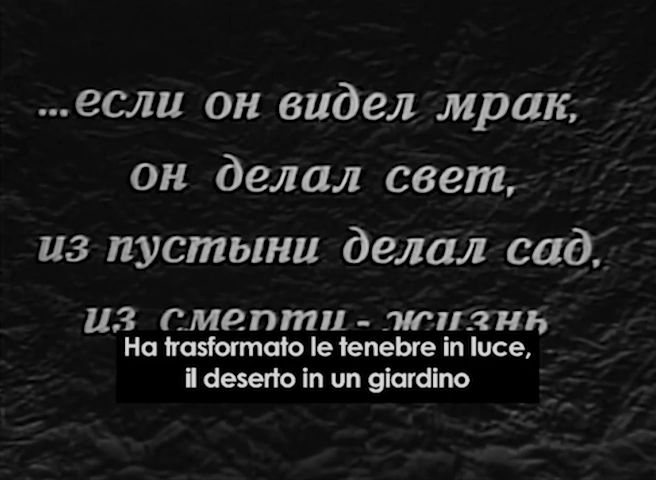 ...если он видел мрак,
он делал свет,
из пустыни делал сад,
из смерти - жизнь
Ha trasformato le tenebre in luce,
il deserto in un giardino